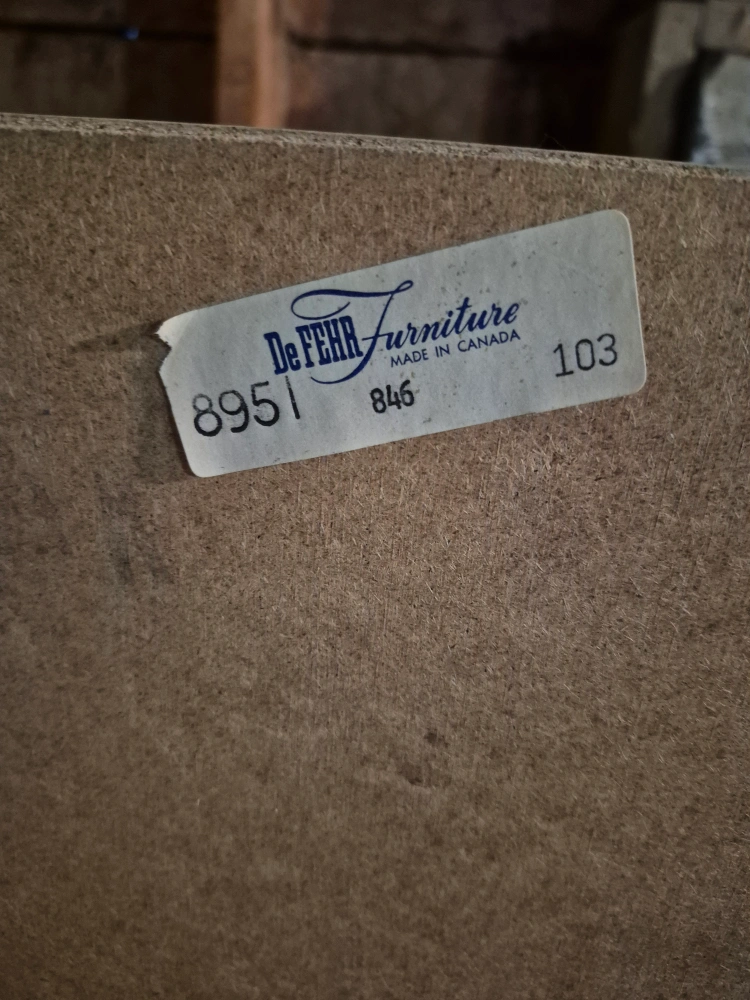 DeFEHR Furniture
MADE IN CANADA
8951 846 103